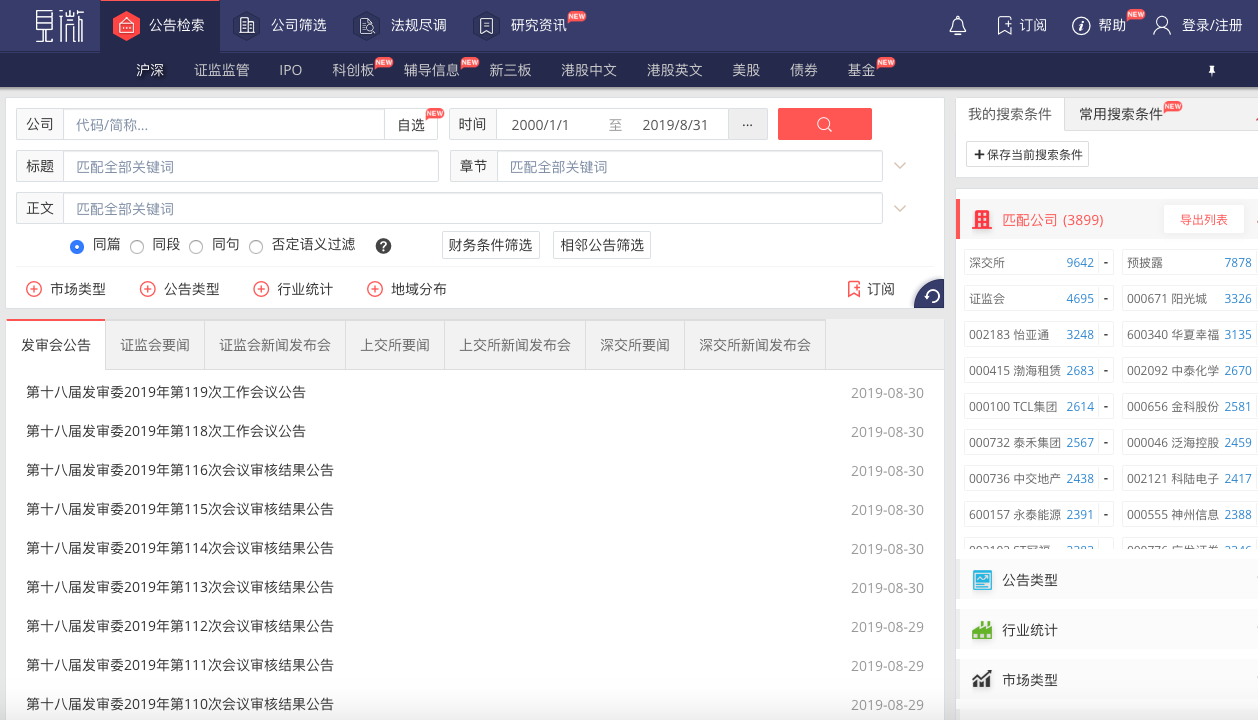 見微 公告检索 公司筛选 法规尽调 研究资讯 NEW 订阅 帮助 NEW 登录/注册
沪深 证监监管 IPO 科创板 NEW 辅导信息 NEW 新三板 港股中文 港股英文 美股 债券 基金 NEW
公司 代码/简称... 自选 NEW 时间 2000/1/1 至 2019/8/31 ...
标题 匹配全部关键词 章节 匹配全部关键词
正文 匹配全部关键词
同篇 同段 同句 否定语义过滤 ? 财务条件筛选 相邻公告筛选
市场类型 公告类型 行业统计 地域分布 订阅
发审会公告 证监会要闻 证监会新闻发布会 上交所要闻 上交所新闻发布会 深交所要闻 深交所新闻发布会
第十八届发审委2019年第119次工作会议公告 2019-08-30
第十八届发审委2019年第118次工作会议公告 2019-08-30
第十八届发审委2019年第116次会议审核结果公告 2019-08-30
第十八届发审委2019年第115次会议审核结果公告 2019-08-30
第十八届发审委2019年第114次会议审核结果公告 2019-08-30
第十八届发审委2019年第113次会议审核结果公告 2019-08-30
第十八届发审委2019年第112次会议审核结果公告 2019-08-29
第十八届发审委2019年第111次会议审核结果公告 2019-08-29
第十八届发审委2019年第110次会议审核结果公告 2019-08-29
我的搜索条件 常用搜索条件 NEW
+保存当前搜索条件
匹配公司 (3899) 导出列表
深交所 9642 - 预披露 7878
证监会 4695 - 000671 阳光城 3326
002183 怡亚通 3248 - 600340 华夏幸福 3135
000415 渤海租赁 2683 - 002092 中泰化学 2670
000100 TCL集团 2614 - 000656 金科股份 2581
000732 泰禾集团 2567 - 000046 泛海控股 2459
000736 中交地产 2438 - 002121 科陆电子 2417
600157 永泰能源 2391 - 000555 神州信息 2388
公告类型
行业统计
市场类型